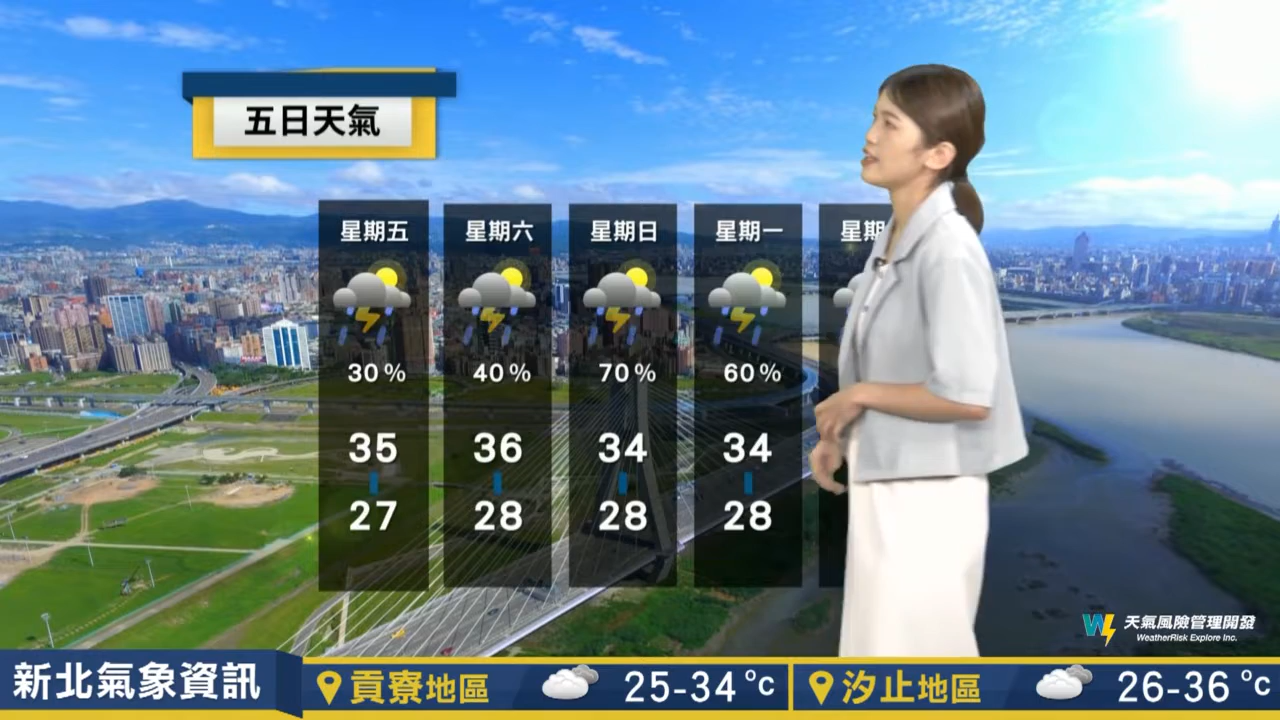 五日天氣
星期五
星期六
星期日
星期一
星期
30%
40%
70%
60%
35
36
34
34
27
28
28
28
天氣風險管理開發
WeatherRisk Explore Inc.
新北氣象資訊
貢寮地區
25-34℃
汐止地區
26-36℃